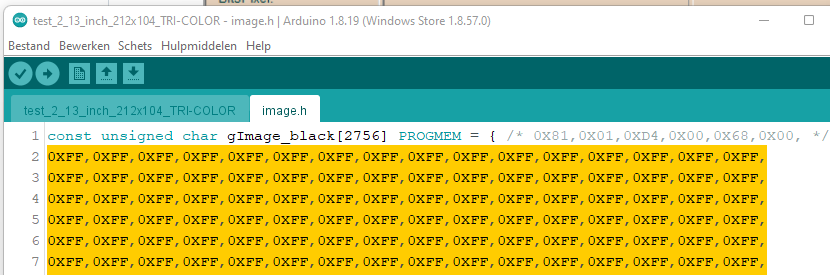 test_2_13_inch_212x104_TRI-COLOR - image.h | Arduino 1.8.19 (Windows Store 1.8.57.0)
Bestand Bewerken Schets Hulpmiddelen Help
test_2_13_inch_212x104_TRI-COLOR image.h
1 const unsigned char gImage_black[2756] PROGMEM = { /* 0X81,0X01,0XD4,0X00,0X68,0X00, */
2 0XFF,0XFF,0XFF,0XFF,0XFF,0XFF,0XFF,0XFF,0XFF,0XFF,0XFF,0XFF,0XFF,0XFF,0XFF,0XFF,
3 0XFF,0XFF,0XFF,0XFF,0XFF,0XFF,0XFF,0XFF,0XFF,0XFF,0XFF,0XFF,0XFF,0XFF,0XFF,0XFF,
4 0XFF,0XFF,0XFF,0XFF,0XFF,0XFF,0XFF,0XFF,0XFF,0XFF,0XFF,0XFF,0XFF,0XFF,0XFF,0XFF,
5 0XFF,0XFF,0XFF,0XFF,0XFF,0XFF,0XFF,0XFF,0XFF,0XFF,0XFF,0XFF,0XFF,0XFF,0XFF,0XFF,
6 0XFF,0XFF,0XFF,0XFF,0XFF,0XFF,0XFF,0XFF,0XFF,0XFF,0XFF,0XFF,0XFF,0XFF,0XFF,0XFF,
7 0XFF,0XFF,0XFF,0XFF,0XFF,0XFF,0XFF,0XFF,0XFF,0XFF,0XFF,0XFF,0XFF,0XFF,0XFF,0XFF,